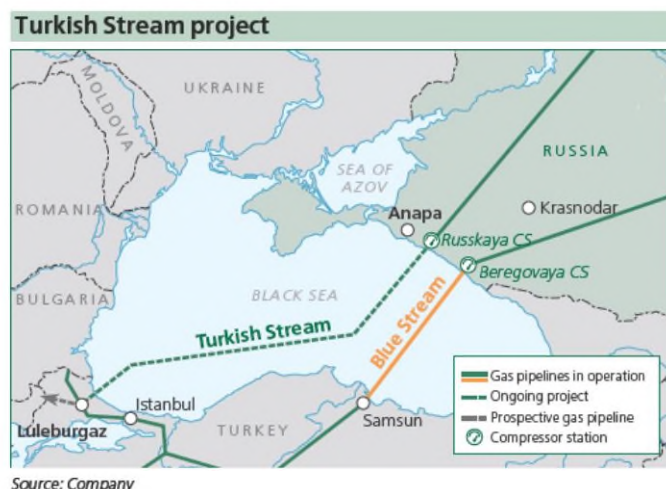 Turkish Stream project
MOLDOVA
UKRAINE
SEA OF
AZOV
RUSSIA
ROMANIA
Anapa
Krasnodar
Russkaya CS
Beregovaya CS
BULGARIA
BLACK SEA
Turkish Stream
Blue Stream
Luleburgaz
Istanbul
TURKEY
Samsun
Gas pipelines in operation
Ongoing project
Prospective gas pipeline
Compressor station
Source: Company